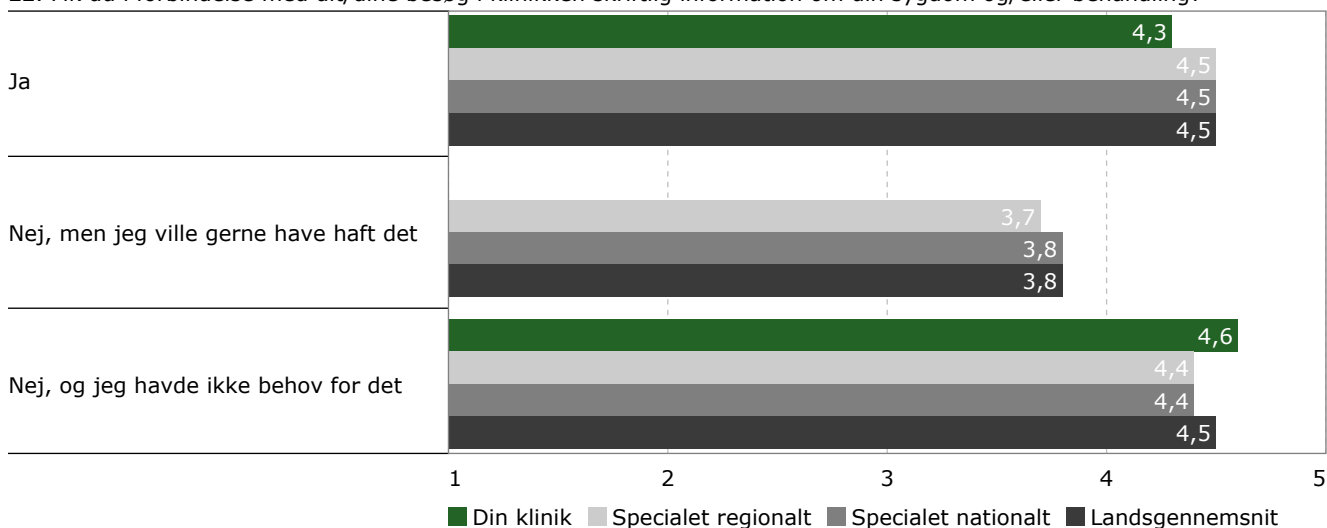 Ja
4,3
4,5
4,5
4,5
Nej, men jeg ville gerne have haft det
3,7
3,8
3,8
Nej, og jeg havde ikke behov for det
4,6
4,4
4,4
4,5
1 2 3 4 5
Din klinik Specialet regionalt Specialet nationalt Landsgennemsnit